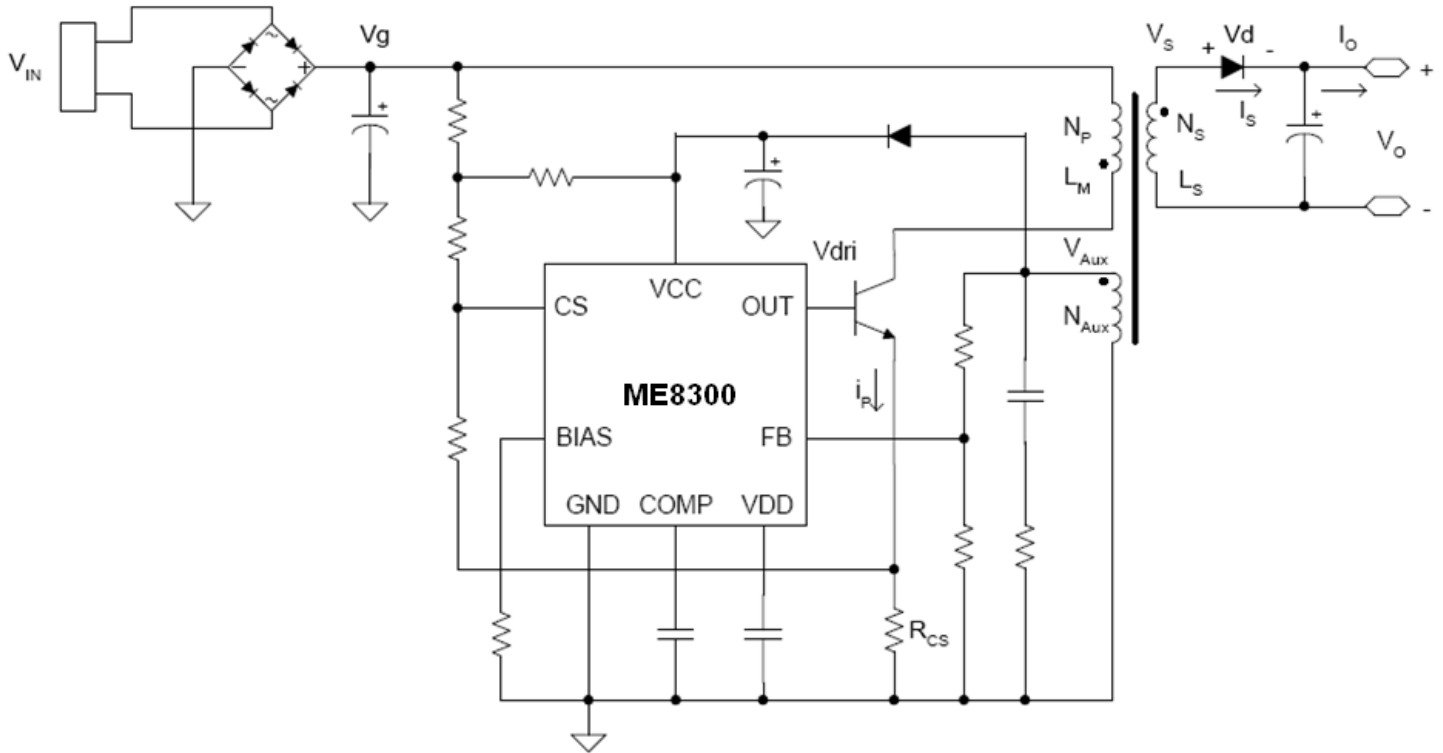 V_IN
~
- +
~
Vg
+
+
N_P
L_M
V_S
+ Vd -
I_S
I_O
+
N_S
L_S
+
V_O
-
Vdri
V_Aux
N_Aux
VCC
CS
OUT
ME8300
i_P
BIAS
FB
GND
COMP
VDD
R_CS